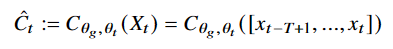 Ĉ_t := C_{θ_g,θ_t}(X_t) = C_{θ_g,θ_t}([x_{t−T+1}, ..., x_t])